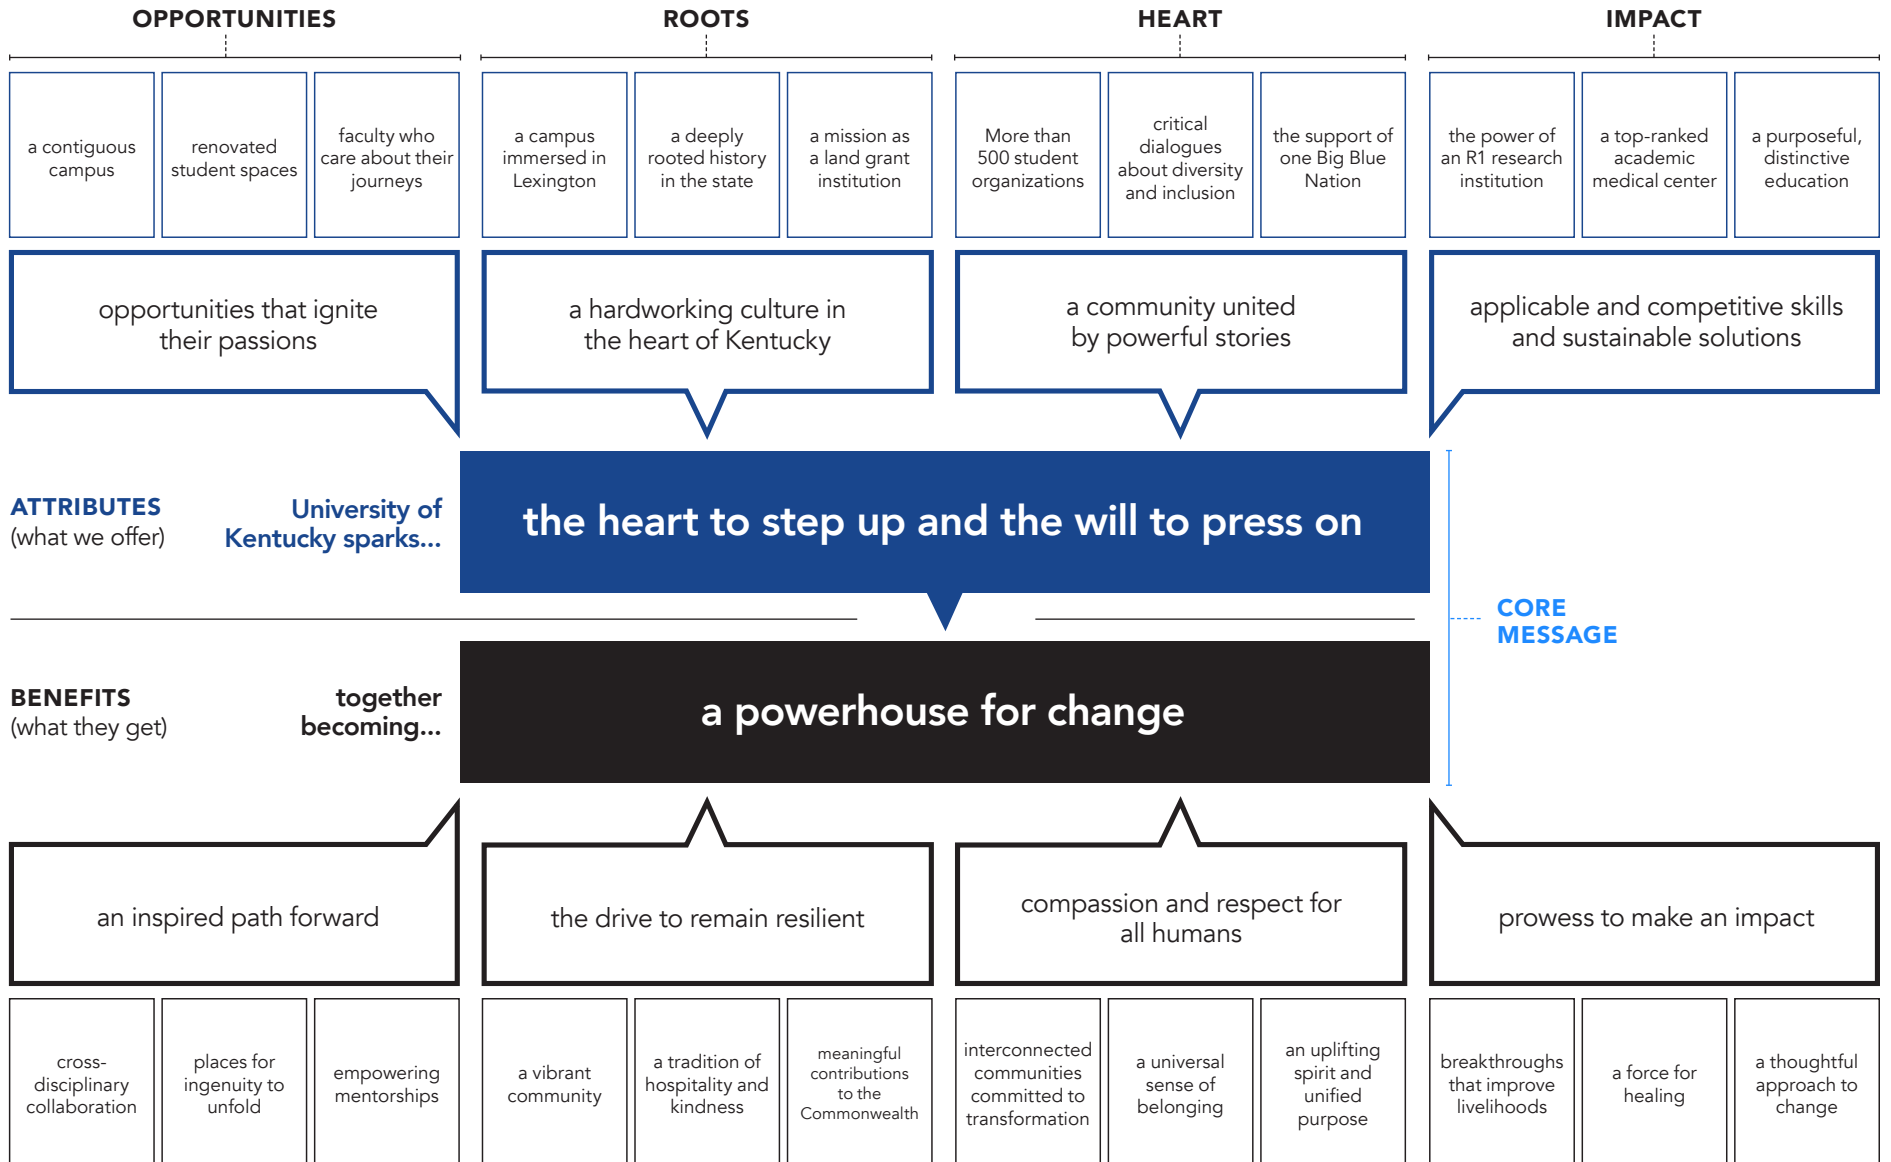 OPPORTUNITIES
ROOTS
HEART
IMPACT
a contiguous
campus
renovated
student spaces
faculty who
care about their
journeys
a campus
immersed in
Lexington
a deeply
rooted history
in the state
a mission as
a land grant
institution
More than
500 student
organizations
critical
dialogues
about diversity
and inclusion
the support of
one Big Blue
Nation
the power of
an R1 research
institution
a top-ranked
academic
medical center
a purposeful,
distinctive
education
opportunities that ignite
their passions
a hardworking culture in
the heart of Kentucky
a community united
by powerful stories
applicable and competitive skills
and sustainable solutions
ATTRIBUTES
(what we offer)
University of
Kentucky sparks...
the heart to step up and the will to press on
CORE
MESSAGE
BENEFITS
(what they get)
together
becoming...
a powerhouse for change
an inspired path forward
the drive to remain resilient
compassion and respect for
all humans
prowess to make an impact
cross-
disciplinary
collaboration
places for
ingenuity to
unfold
empowering
mentorships
a vibrant
community
a tradition of
hospitality and
kindness
meaningful
contributions
to the
Commonwealth
interconnected
communities
committed to
transformation
a universal
sense of
belonging
an uplifting
spirit and
unified
purpose
breakthroughs
that improve
livelihoods
a force for
healing
a thoughtful
approach to
change